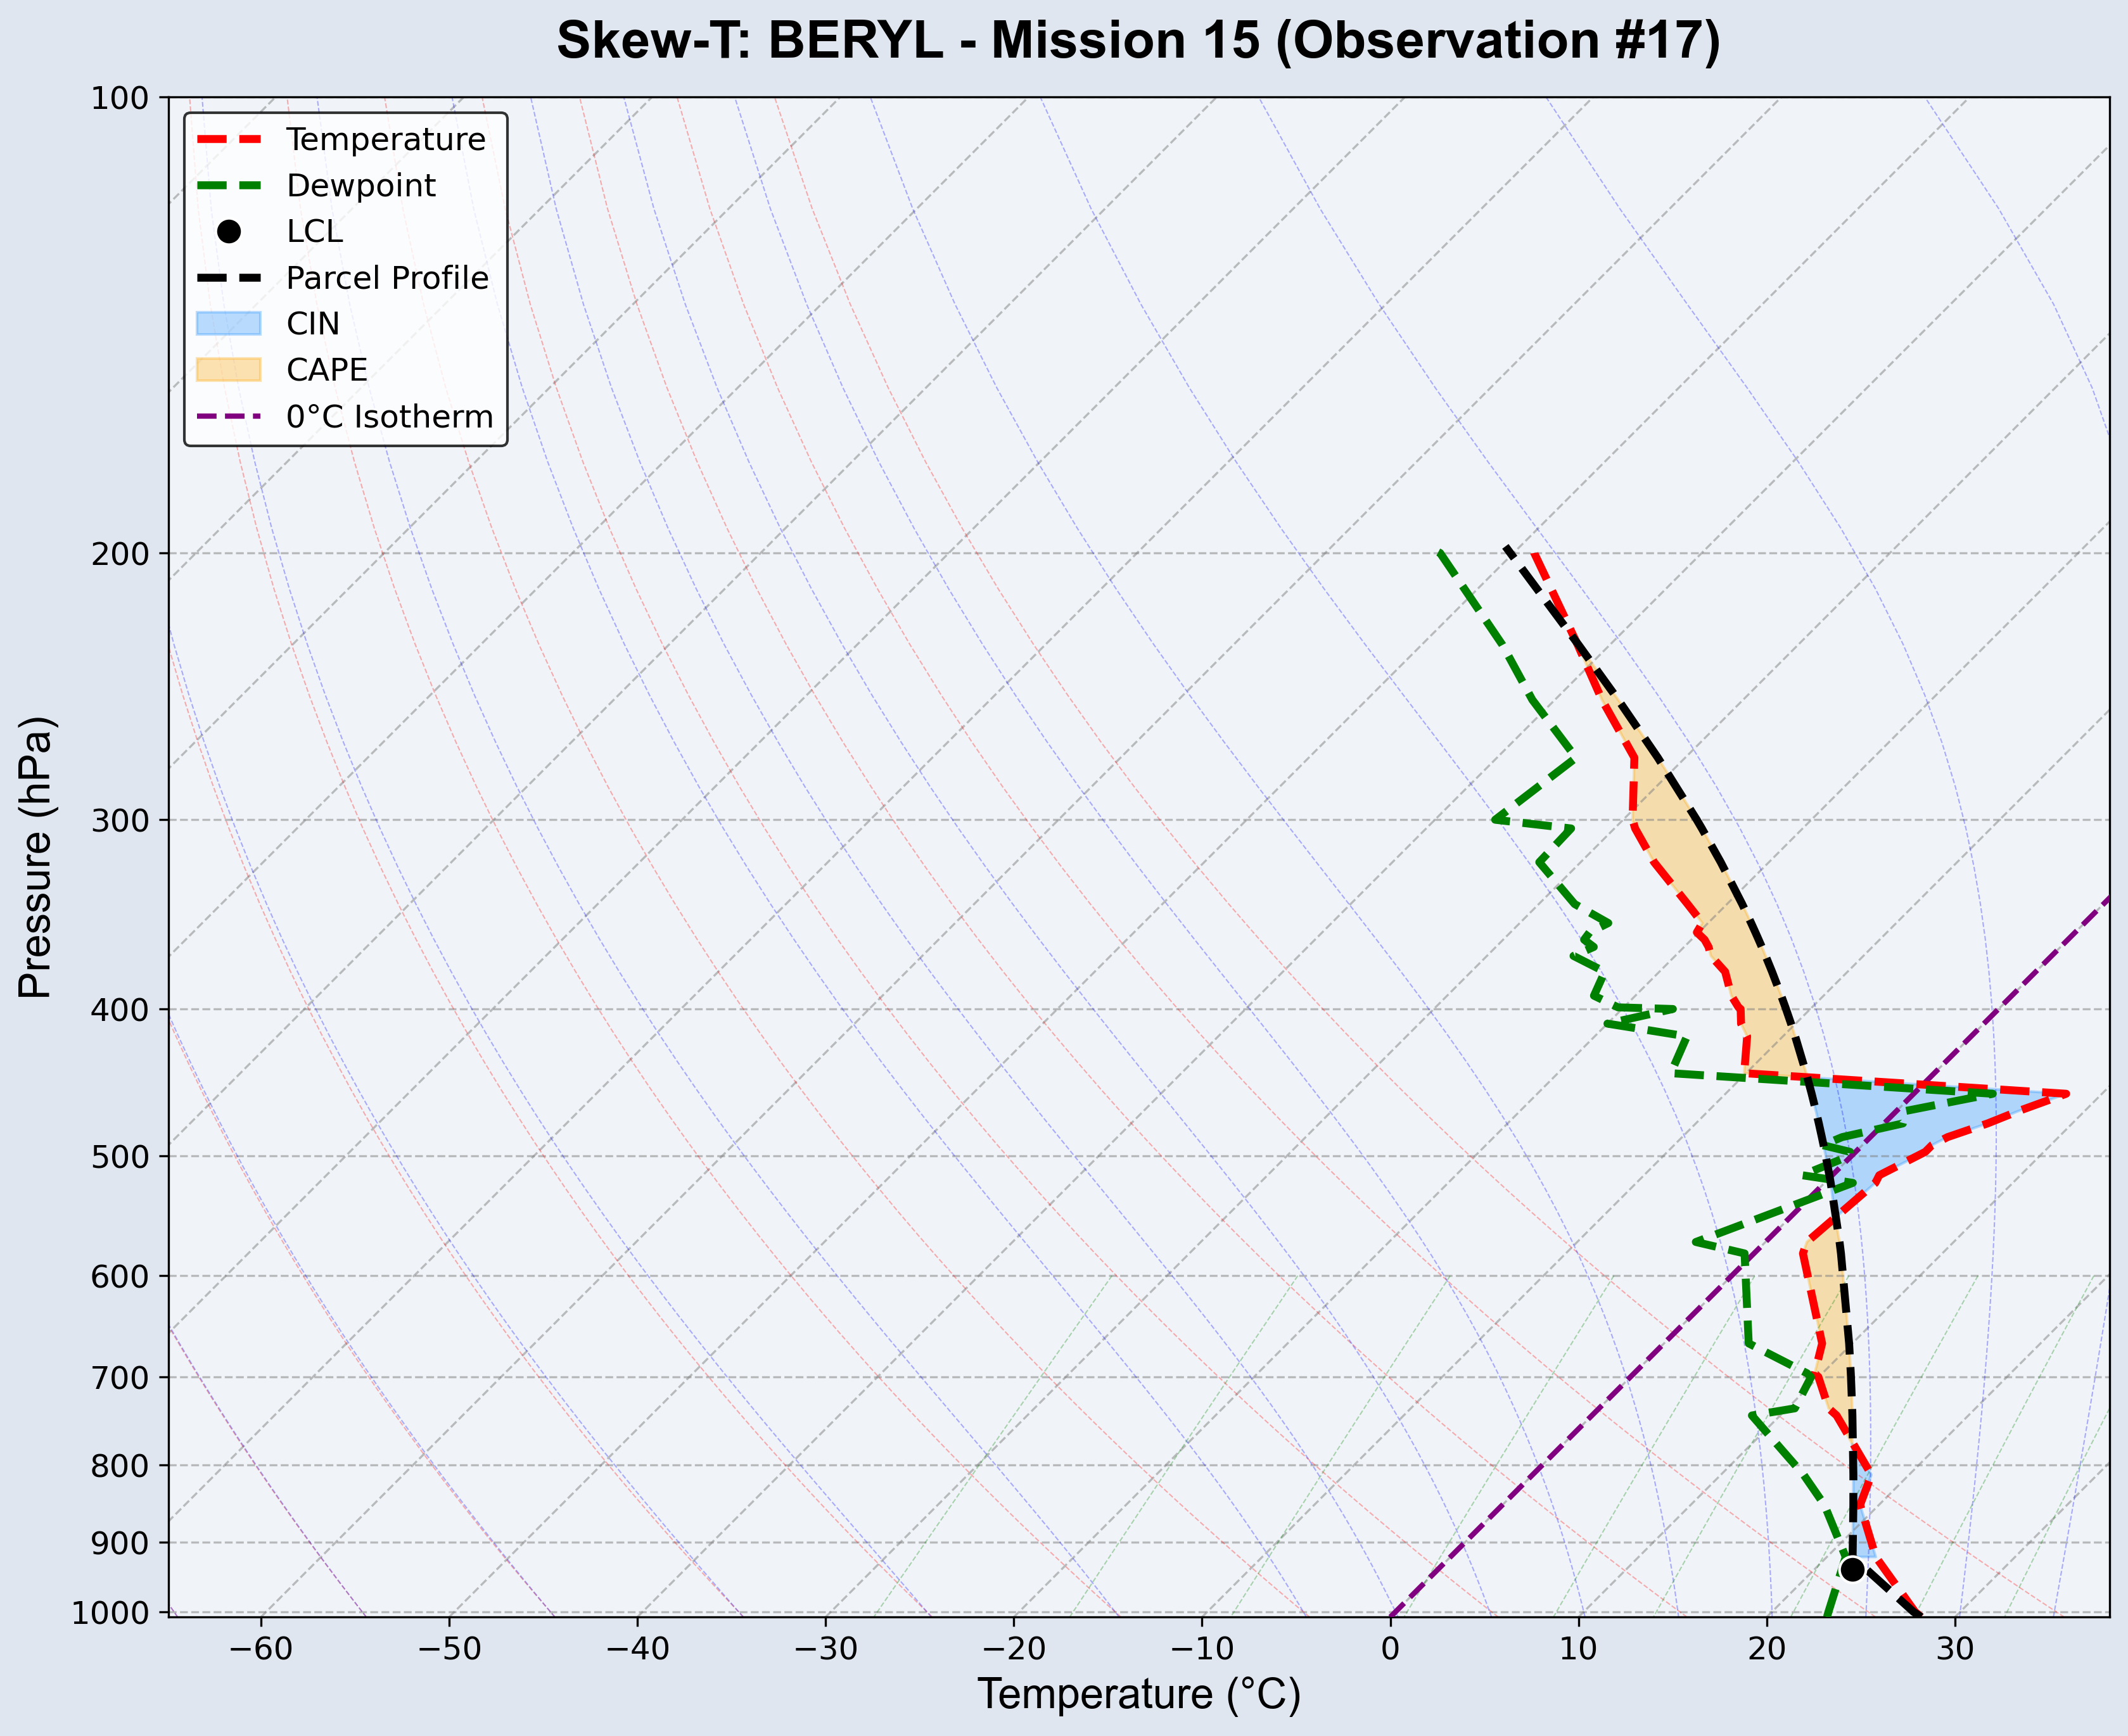 Skew-T: BERYL - Mission 15 (Observation #17)
Temperature
Dewpoint
LCL
Parcel Profile
CIN
CAPE
0°C Isotherm
Pressure (hPa)
100
200
300
400
500
600
700
800
900
1000
−60 −50 −40 −30 −20 −10 0 10 20 30
Temperature (°C)